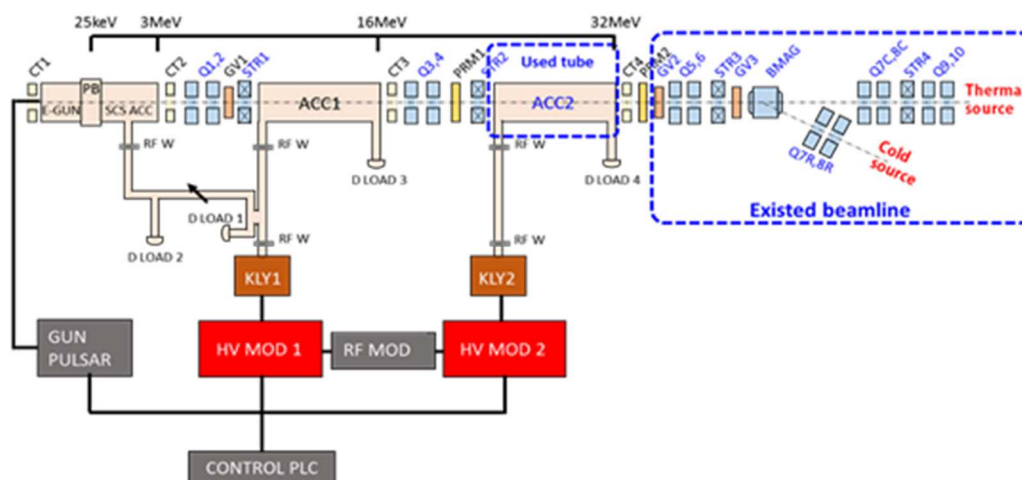 25keV
3MeV
16MeV
32MeV
CT1
PB
E-GUN
SCS ACC
CT2
Q1,2
GV1
STR1
ACC1
CT3
Q3,4
PRM1
STR2
Used tube
ACC2
CT4
PRM2
GV2
Q5,6
STR3
GV3
BMAG
Q7C,8C
STR4
Q9,10
Therma
source
Q7R,8R
Cold
source
Existed beamline
RF W
RF W
RF W
D LOAD 3
D LOAD 4
D LOAD 1
D LOAD 2
RF W
RF W
KLY1
KLY2
GUN
PULSAR
HV MOD 1
RF MOD
HV MOD 2
CONTROL PLC